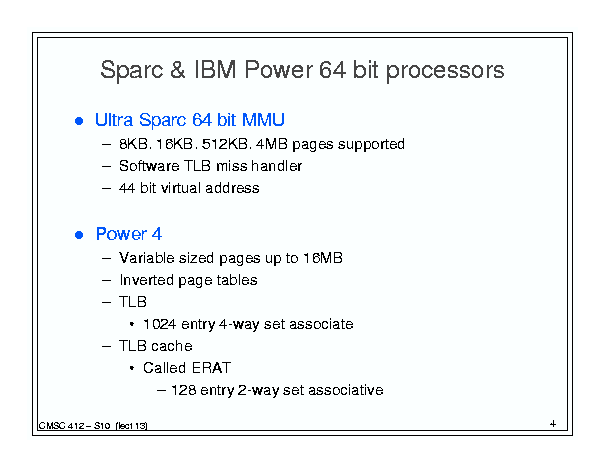 Sparc & IBM Power 64 bit processors
● Ultra Sparc 64 bit MMU
– 8KB. 16KB. 512KB. 4MB pages supported
– Software TLB miss handler
– 44 bit virtual address
● Power 4
– Variable sized pages up to 16MB
– Inverted page tables
– TLB
• 1024 entry 4-way set associate
– TLB cache
• Called ERAT
– 128 entry 2-way set associative
CMSC 412 – S10 (lect 13)
4